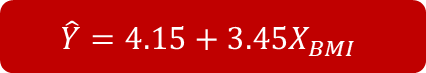 Ŷ = 4.15 + 3.45X_BMI